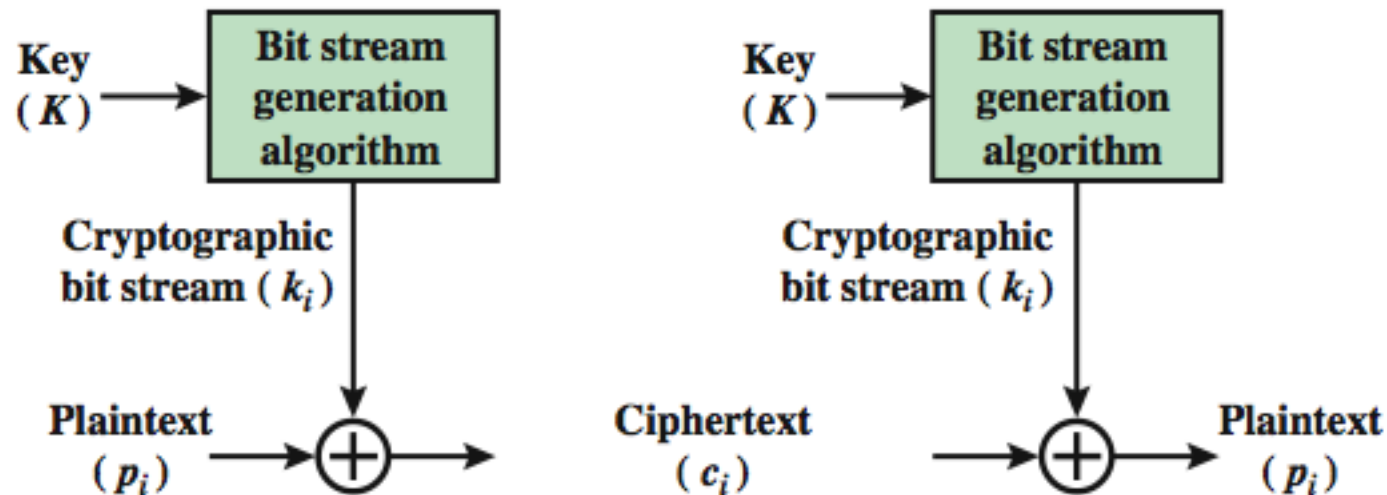 Key
( K )
Bit stream
generation
algorithm
Cryptographic
bit stream ( kᵢ )
Plaintext
( pᵢ )
Key
( K )
Bit stream
generation
algorithm
Cryptographic
bit stream ( kᵢ )
Ciphertext
( cᵢ )
Plaintext
( pᵢ )